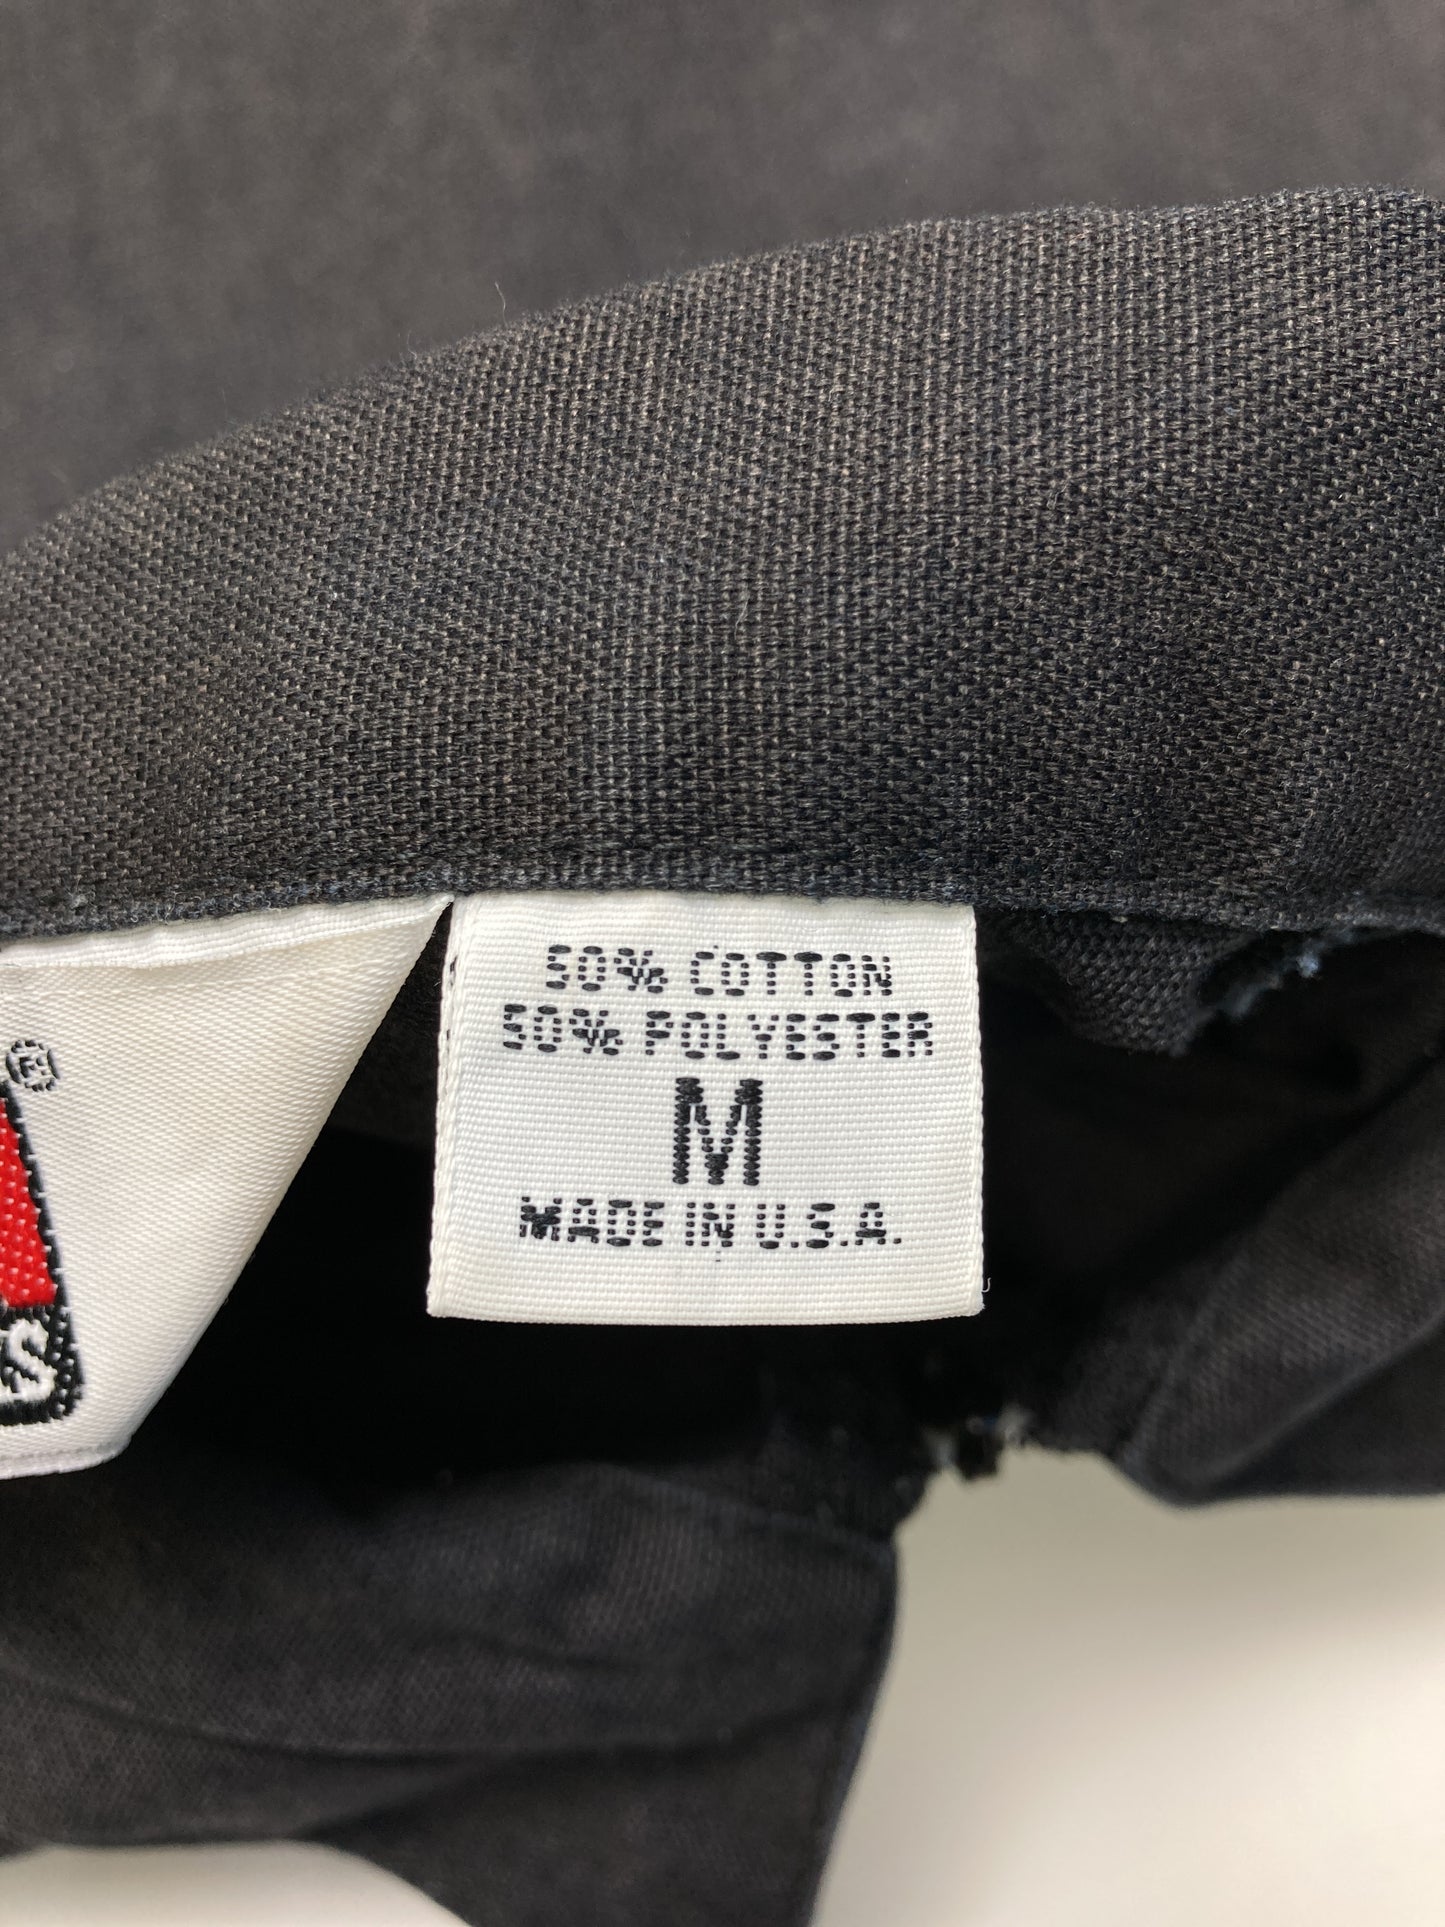 50% COTTON
50% POLYESTER
M
MADE IN U.S.A.
®
S